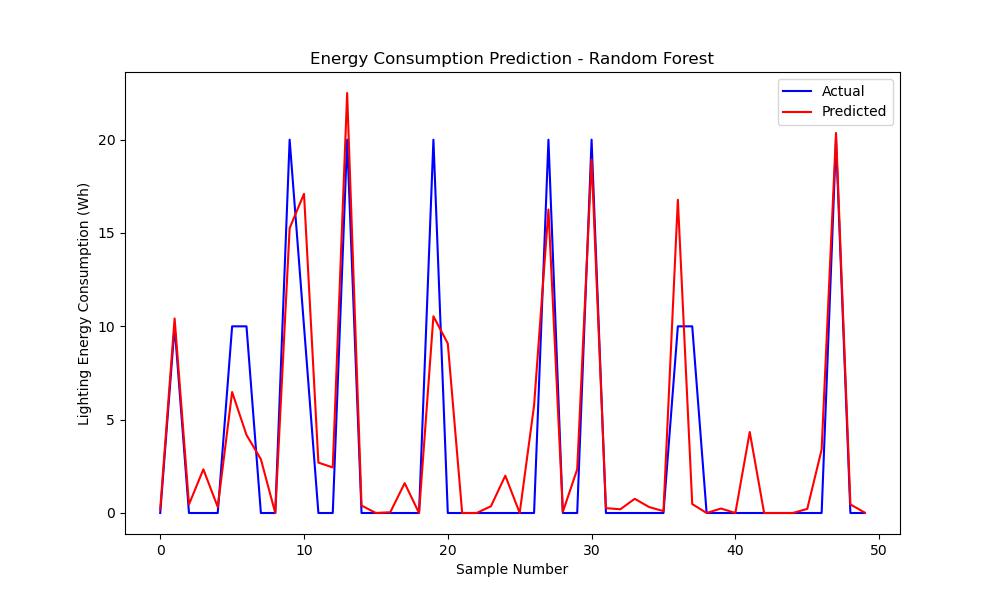 Energy Consumption Prediction - Random Forest
Actual
Predicted
Lighting Energy Consumption (Wh)
20
15
10
5
0
0 10 20 30 40 50
Sample Number